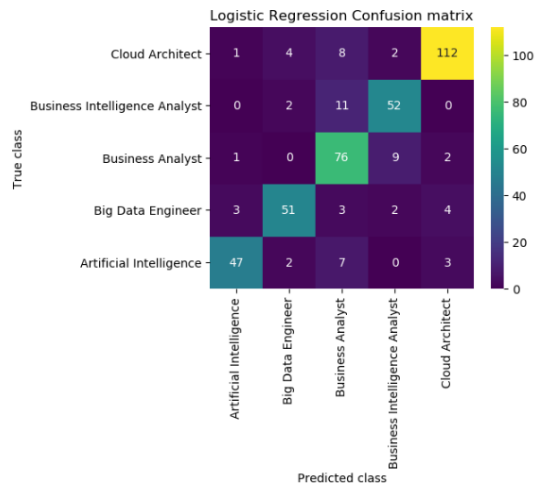 Logistic Regression Confusion matrix
True class
Cloud Architect 1 4 8 2 112
Business Intelligence Analyst 0 2 11 52 0
Business Analyst 1 0 76 9 2
Big Data Engineer 3 51 3 2 4
Artificial Intelligence 47 2 7 0 3
Artificial Intelligence
Big Data Engineer
Business Analyst
Business Intelligence Analyst
Cloud Architect
Predicted class
100
80
60
40
20
0